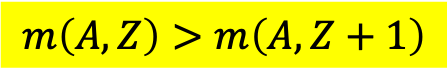 m(A, Z) > m(A, Z + 1)